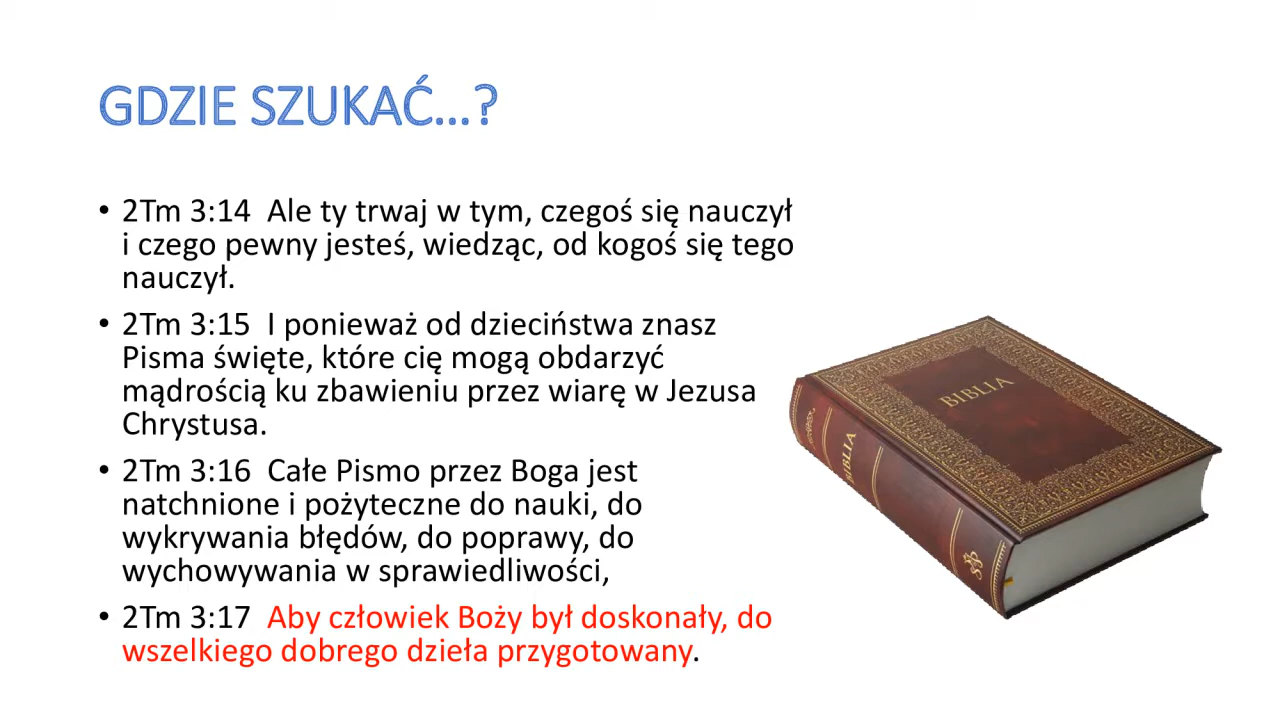 GDZIE SZUKAĆ...?
• 2Tm 3:14  Ale ty trwaj w tym, czegoś się nauczył
i czego pewny jesteś, wiedząc, od kogoś się tego
nauczył.
• 2Tm 3:15  I ponieważ od dzieciństwa znasz
Pisma święte, które cię mogą obdarzyć
mądrością ku zbawieniu przez wiarę w Jezusa
Chrystusa.
• 2Tm 3:16  Całe Pismo przez Boga jest
natchnione i pożyteczne do nauki, do
wykrywania błędów, do poprawy, do
wychowywania w sprawiedliwości,
• 2Tm 3:17  Aby człowiek Boży był doskonały, do
wszelkiego dobrego dzieła przygotowany.
BIBLIA
BIBLIA